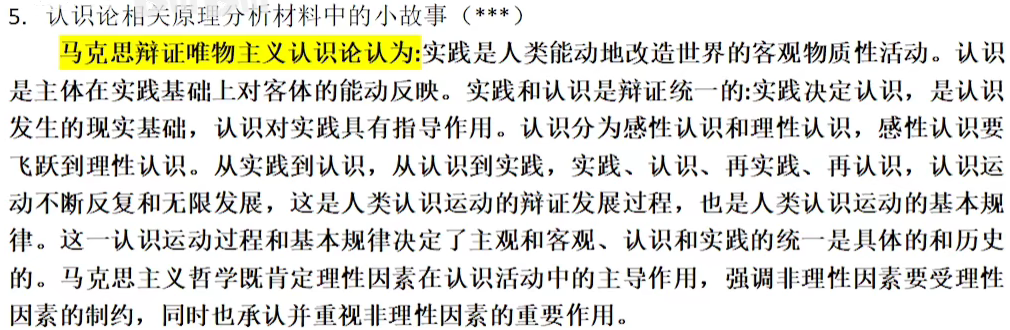 5. 认识论相关原理分析材料中的小故事（***）
马克思辩证唯物主义认识论认为:实践是人类能动地改造世界的客观物质性活动。认识
是主体在实践基础上对客体的能动反映。实践和认识是辩证统一的:实践决定认识，是认识
发生的现实基础，认识对实践具有指导作用。认识分为感性认识和理性认识，感性认识要
飞跃到理性认识。从实践到认识，从认识到实践，实践、认识、再实践、再认识，认识运
动不断反复和无限发展，这是人类认识运动的辩证发展过程，也是人类认识运动的基本规
律。这一认识运动过程和基本规律决定了主观和客观、认识和实践的统一是具体的和历史
的。马克思主义哲学既肯定理性因素在认识活动中的主导作用，强调非理性因素要受理性
因素的制约，同时也承认并重视非理性因素的重要作用。